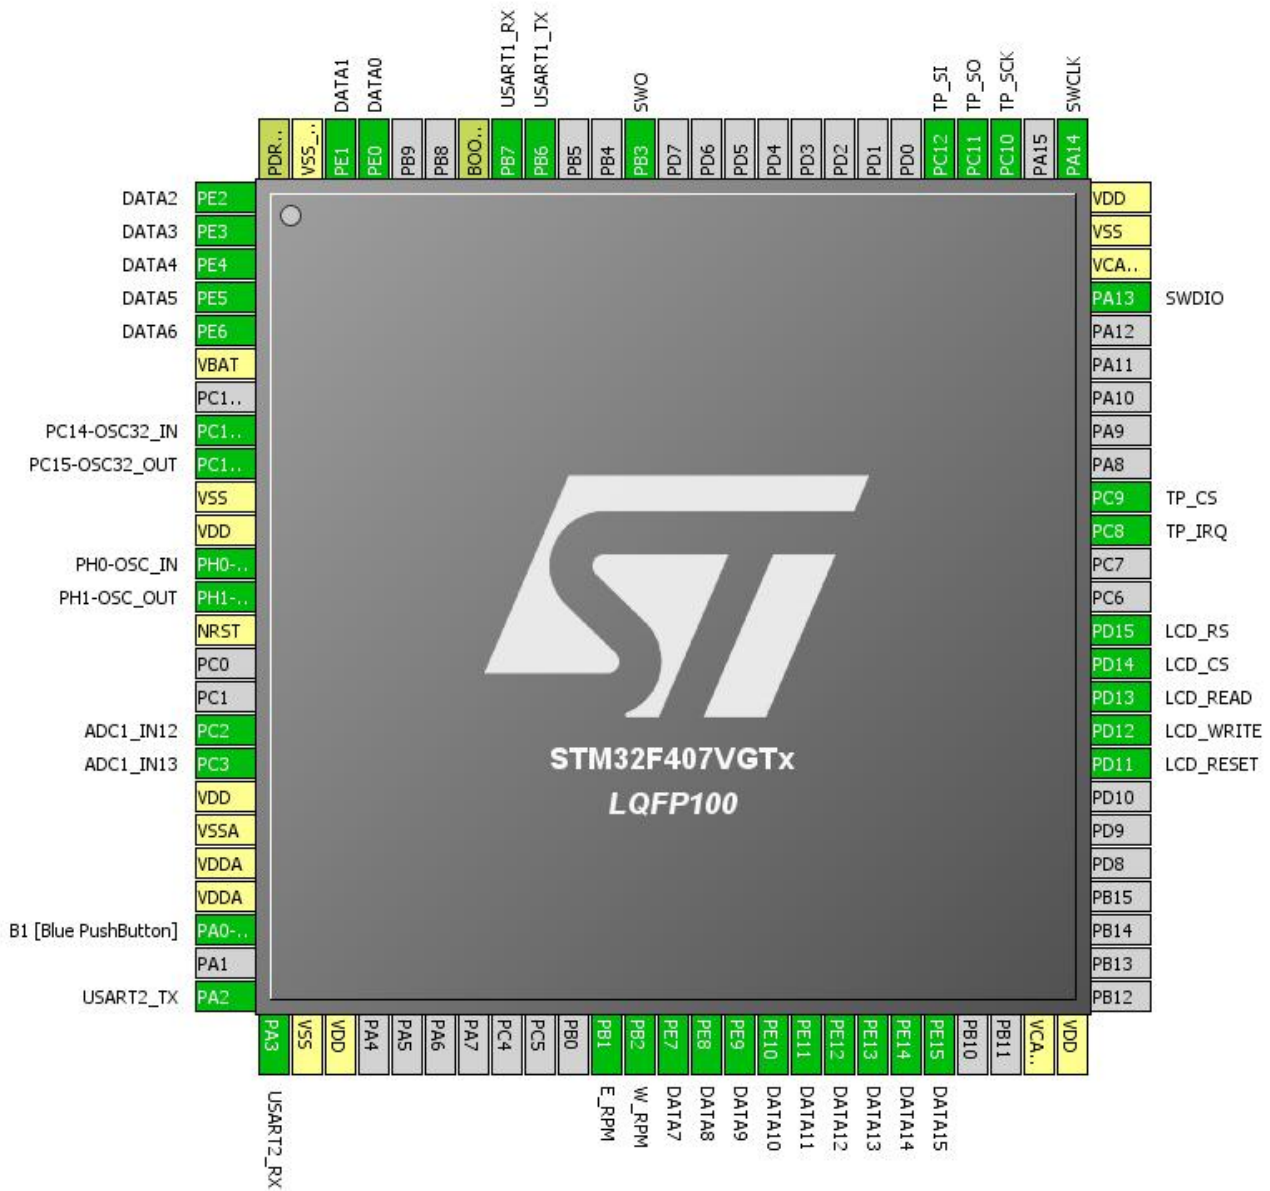 DATA1
DATA0
USART1_RX
USART1_TX
SWO
TP_SI
TP_SO
TP_SCK
SWCLK
PDR..
VSS_..
PE1
PE0
PB9
PB8
BOO..
PB7
PB6
PB5
PB4
PB3
PD7
PD6
PD5
PD4
PD3
PD2
PD1
PD0
PC12
PC11
PC10
PA15
PA14
DATA2 PE2
DATA3 PE3
DATA4 PE4
DATA5 PE5
DATA6 PE6
VBAT
PC1..
PC14-OSC32_IN PC1..
PC15-OSC32_OUT PC1..
VSS
VDD
PH0-OSC_IN PH0-..
PH1-OSC_OUT PH1-..
NRST
PC0
PC1
ADC1_IN12 PC2
ADC1_IN13 PC3
VDD
VSSA
VDDA
VDDA
B1 [Blue PushButton] PA0-..
PA1
USART2_TX PA2
ST
STM32F407VGTx
LQFP100
VDD
VSS
VCA..
PA13 SWDIO
PA12
PA11
PA10
PA9
PA8
PC9 TP_CS
PC8 TP_IRQ
PC7
PC6
PD15 LCD_RS
PD14 LCD_CS
PD13 LCD_READ
PD12 LCD_WRITE
PD11 LCD_RESET
PD10
PD9
PD8
PB15
PB14
PB13
PB12
PA3
VSS
VDD
PA4
PA5
PA6
PA7
PC4
PC5
PB0
PB1
PB2
PE7
PE8
PE9
PE10
PE11
PE12
PE13
PE14
PE15
PB10
PB11
VCA..
VDD
USART2_RX
E_RPM
W_RPM
DATA7
DATA8
DATA9
DATA10
DATA11
DATA12
DATA13
DATA14
DATA15